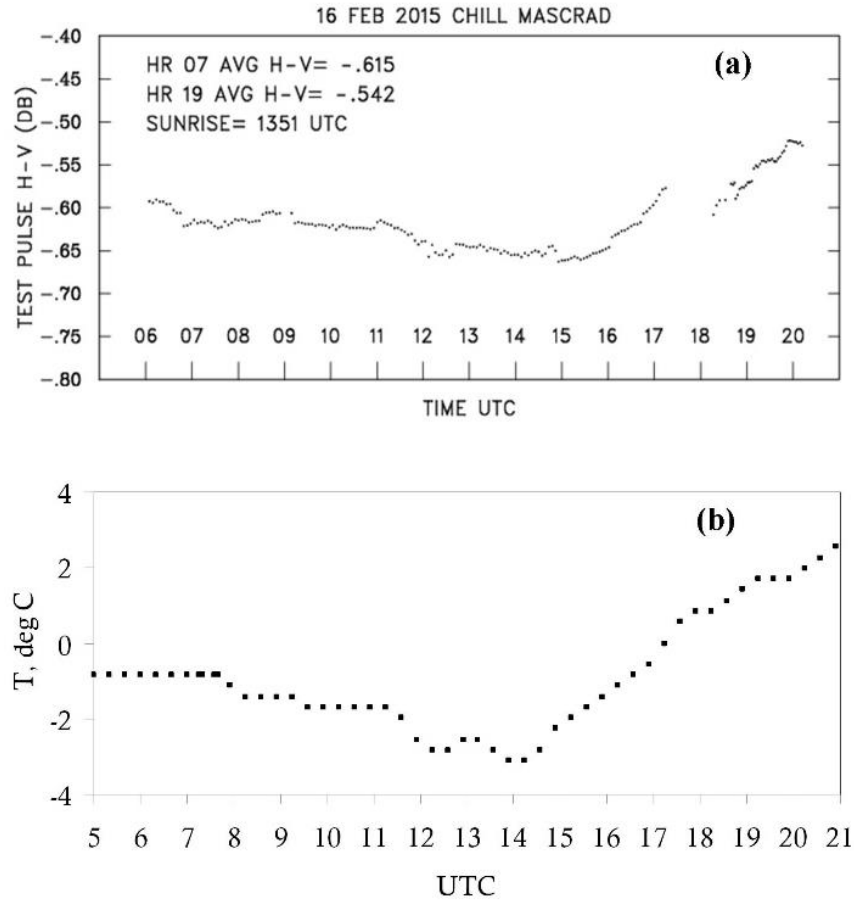 16 FEB 2015 CHILL MASCRAD
-.40
-.45
-.50
-.55
-.60
-.65
-.70
-.75
-.80
TEST PULSE H-V (DB)
HR 07 AVG H-V= -.615
HR 19 AVG H-V= -.542
SUNRISE= 1351 UTC
(a)
06 07 08 09 10 11 12 13 14 15 16 17 18 19 20
TIME UTC
4
2
0
-2
-4
T, deg C
(b)
5 6 7 8 9 10 11 12 13 14 15 16 17 18 19 20 21
UTC